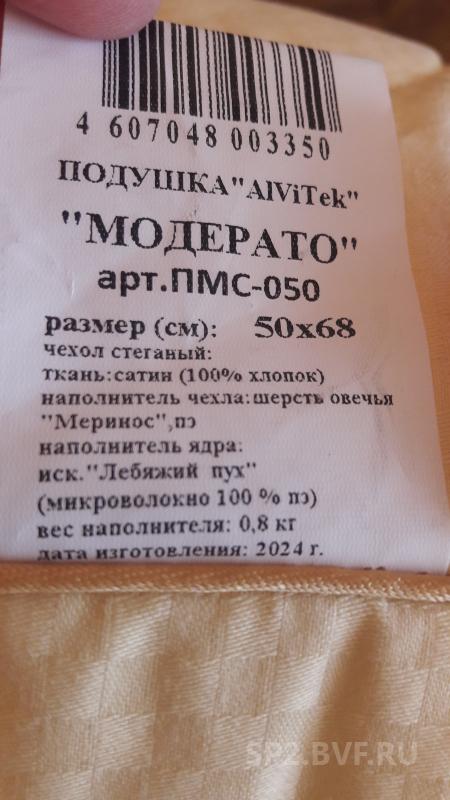 4 607048 003350
ПОДУШКА"AlViTek"
"МОДЕРАТО"
арт.ПМС-050
размер (см): 50x68
чехол стеганый:
ткань:сатин (100% хлопок)
наполнитель чехла:шерсть овечья
"Меринос",пэ
наполнитель ядра:
иск."Лебяжий пух"
(микроволокно 100 % пэ)
вес наполнителя: 0,8 кг
дата изготовления: 2024 г.
SP2.BVF.RU